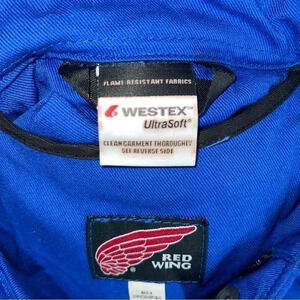 FLAME RESISTANT FABRICS
WESTEX®
UltraSoft®
CLEAN GARMENT THOROUGHLY
SEE REVERSE SIDE
RED
WING
®